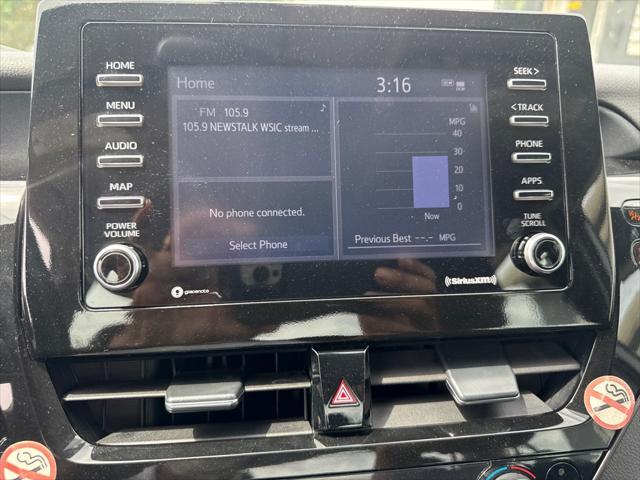 HOME
MENU
AUDIO
MAP
POWER
VOLUME
Home
3:16
FM 105.9
105.9 NEWSTALK WSIC stream ...
No phone connected.
Select Phone
MPG
40
30
20
10
0
Now
Previous Best --.- MPG
SEEK >
< TRACK
PHONE
APPS
TUNE
SCROLL
gracenote
SiriusXM